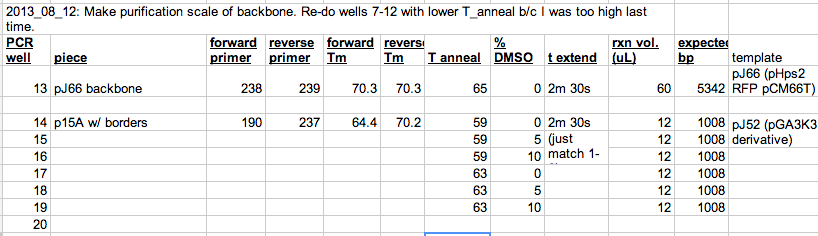 2013_08_12: Make purification scale of backbone. Re-do wells 7-12 with lower T_anneal b/c I was too high last
time.
PCR well piece forward primer reverse primer forward Tm revers Tm T anneal % DMSO t extend rxn vol. (uL) expected bp template
13 pJ66 backbone 238 239 70.3 70.3 65 0 2m 30s 60 5342 pJ66 (pHps2 RFP pCM66T)
14 p15A w/ borders 190 237 64.4 70.2 59 0 2m 30s 12 1008 pJ52 (pGA3K3
15 59 5 (just 12 1008 derivative)
16 59 10 match 1- 12 1008
17 63 0 12 1008
18 63 5 12 1008
19 63 10 12 1008
20